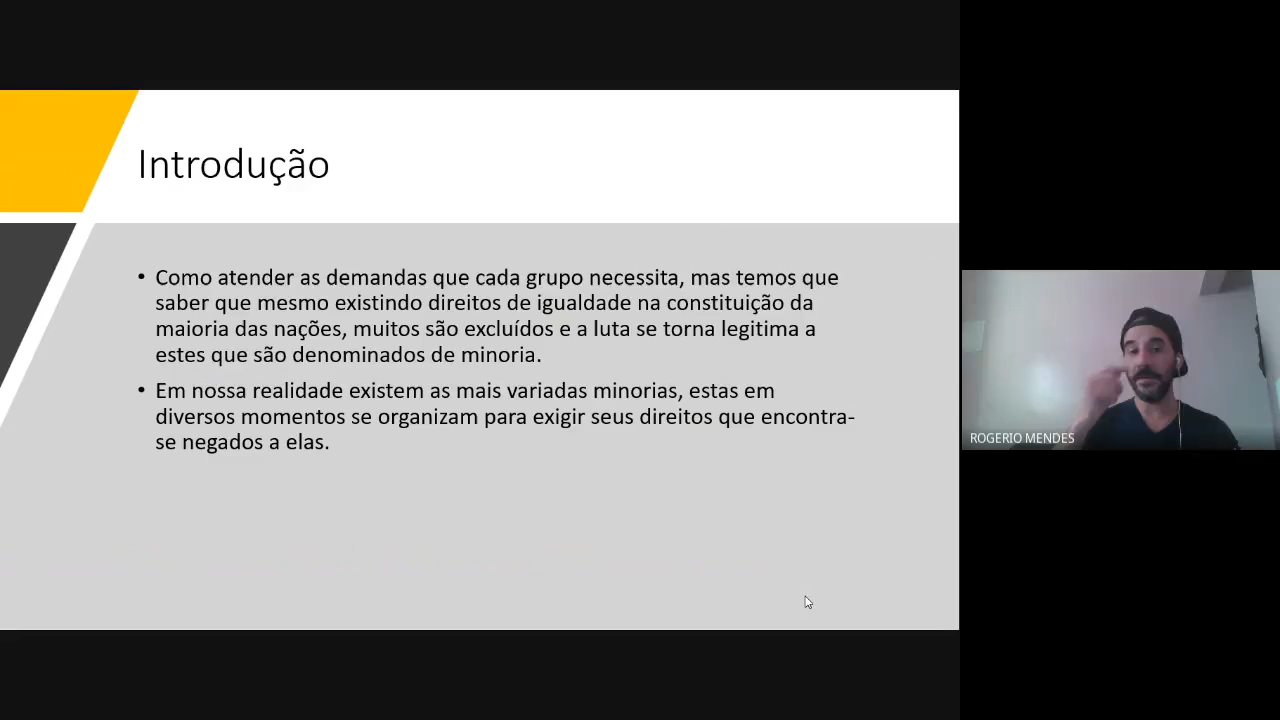 Introdução
• Como atender as demandas que cada grupo necessita, mas temos que
saber que mesmo existindo direitos de igualdade na constituição da
maioria das nações, muitos são excluídos e a luta se torna legitima a
estes que são denominados de minoria.
• Em nossa realidade existem as mais variadas minorias, estas em
diversos momentos se organizam para exigir seus direitos que encontra-
se negados a elas.
ROGERIO MENDES